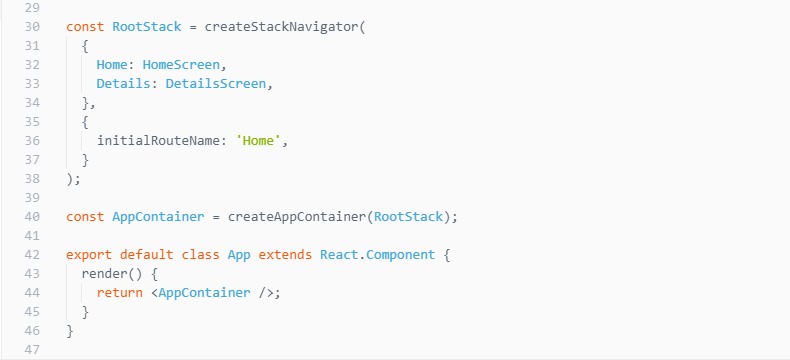 29
30 const RootStack = createStackNavigator(
31 {
32 Home: HomeScreen,
33 Details: DetailsScreen,
34 },
35 {
36 initialRouteName: 'Home',
37 }
38 );
39
40 const AppContainer = createAppContainer(RootStack);
41
42 export default class App extends React.Component {
43 render() {
44 return <AppContainer />;
45 }
46 }
47